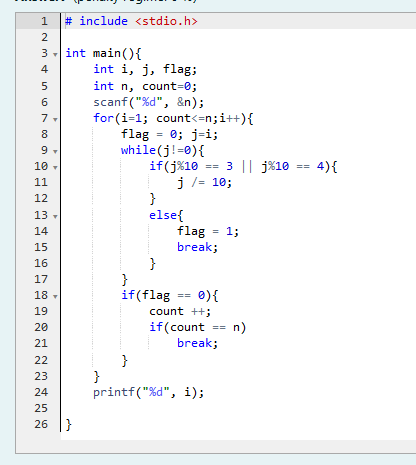 1 # include <stdio.h>
2
3 int main(){
4     int i, j, flag;
5     int n, count=0;
6     scanf("%d", &n);
7     for(i=1; count<=n;i++){
8         flag = 0; j=i;
9         while(j!=0){
10             if(j%10 == 3 || j%10 == 4){
11                 j /= 10;
12             }
13             else{
14                 flag = 1;
15                 break;
16             }
17         }
18         if(flag == 0){
19             count ++;
20             if(count == n)
21                 break;
22         }
23     }
24     printf("%d", i);
25
26 }